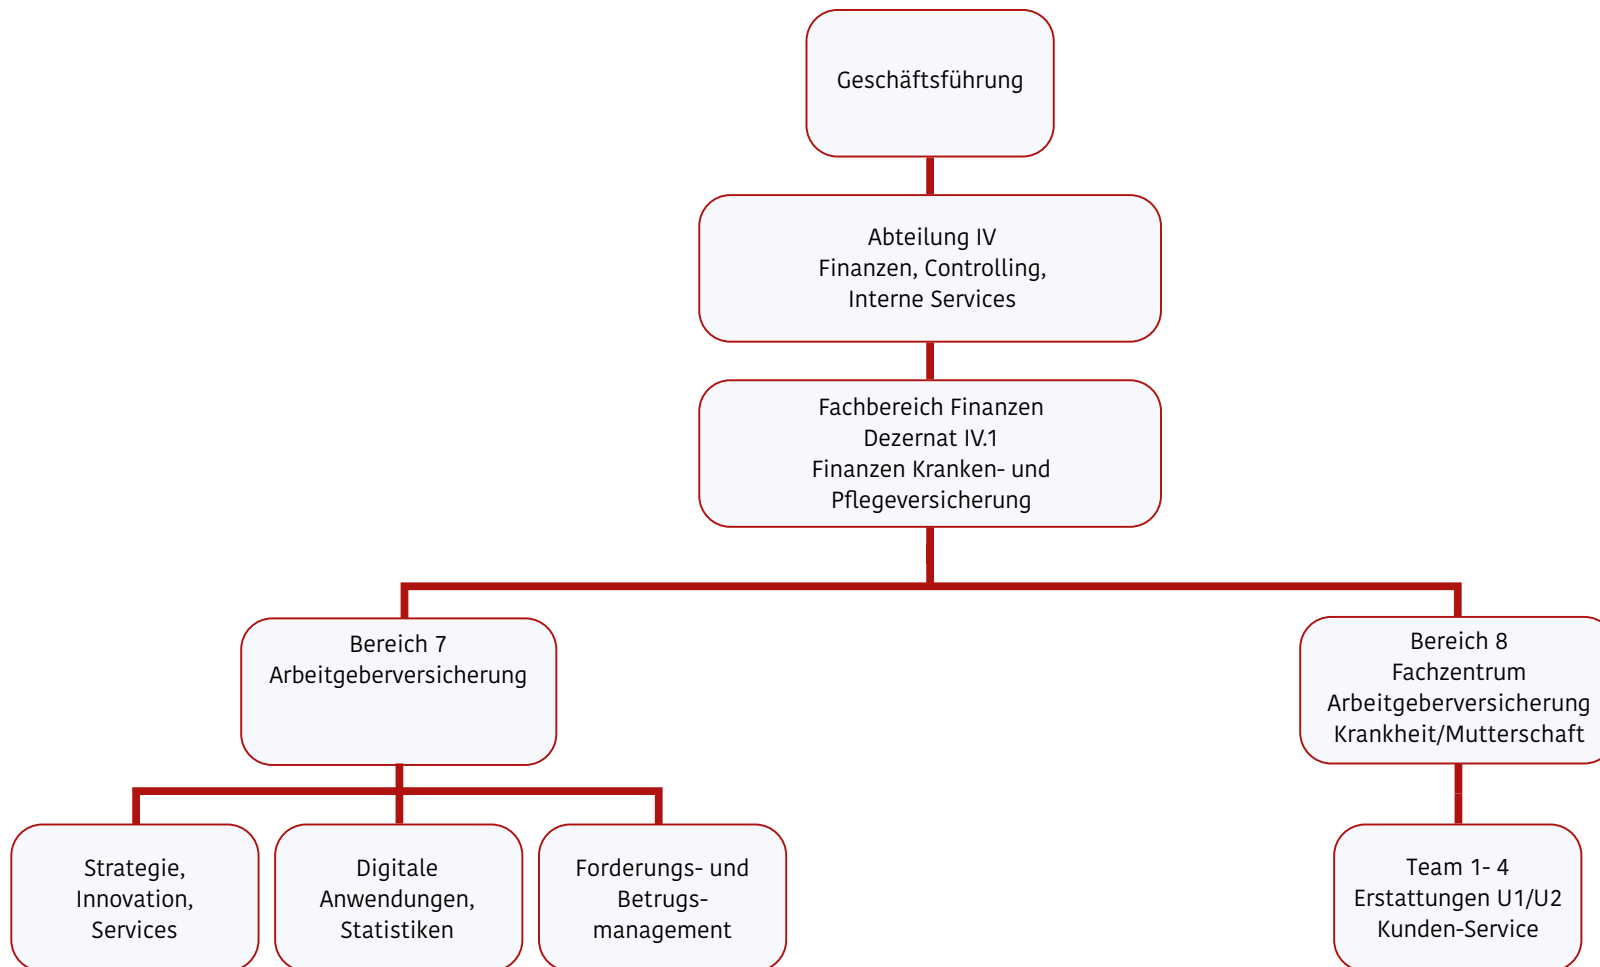 Geschäftsführung
Abteilung IV
Finanzen, Controlling,
Interne Services
Fachbereich Finanzen
Dezernat IV.1
Finanzen Kranken- und
Pflegeversicherung
Bereich 7
Arbeitgeberversicherung
Bereich 8
Fachzentrum
Arbeitgeberversicherung
Krankheit/Mutterschaft
Strategie,
Innovation,
Services
Digitale
Anwendungen,
Statistiken
Forderungs- und
Betrugs-
management
Team 1- 4
Erstattungen U1/U2
Kunden-Service